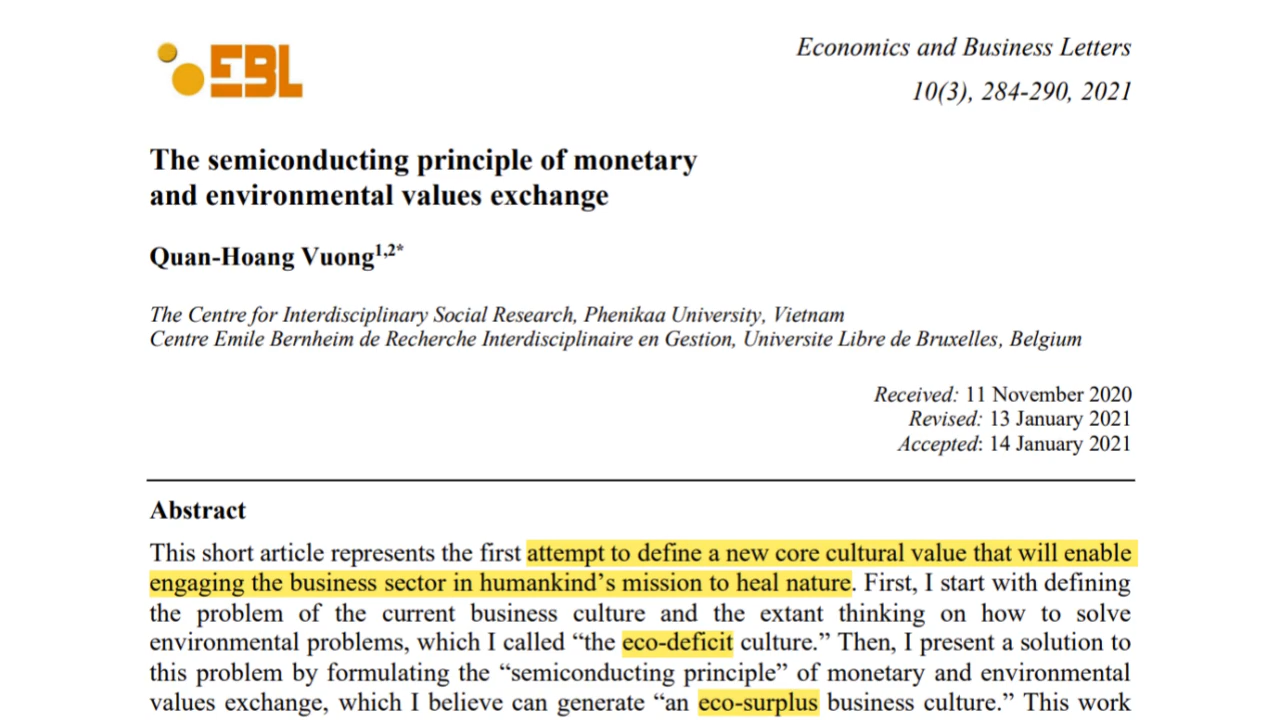 EBL
Economics and Business Letters
10(3), 284-290, 2021
The semiconducting principle of monetary
and environmental values exchange
Quan-Hoang Vuong1,2*
The Centre for Interdisciplinary Social Research, Phenikaa University, Vietnam
Centre Emile Bernheim de Recherche Interdisciplinaire en Gestion, Universite Libre de Bruxelles, Belgium
Received: 11 November 2020
Revised: 13 January 2021
Accepted: 14 January 2021
Abstract
This short article represents the first attempt to define a new core cultural value that will enable
engaging the business sector in humankind’s mission to heal nature. First, I start with defining
the problem of the current business culture and the extant thinking on how to solve
environmental problems, which I called “the eco-deficit culture.” Then, I present a solution to
this problem by formulating the “semiconducting principle” of monetary and environmental
values exchange, which I believe can generate “an eco-surplus business culture.” This work